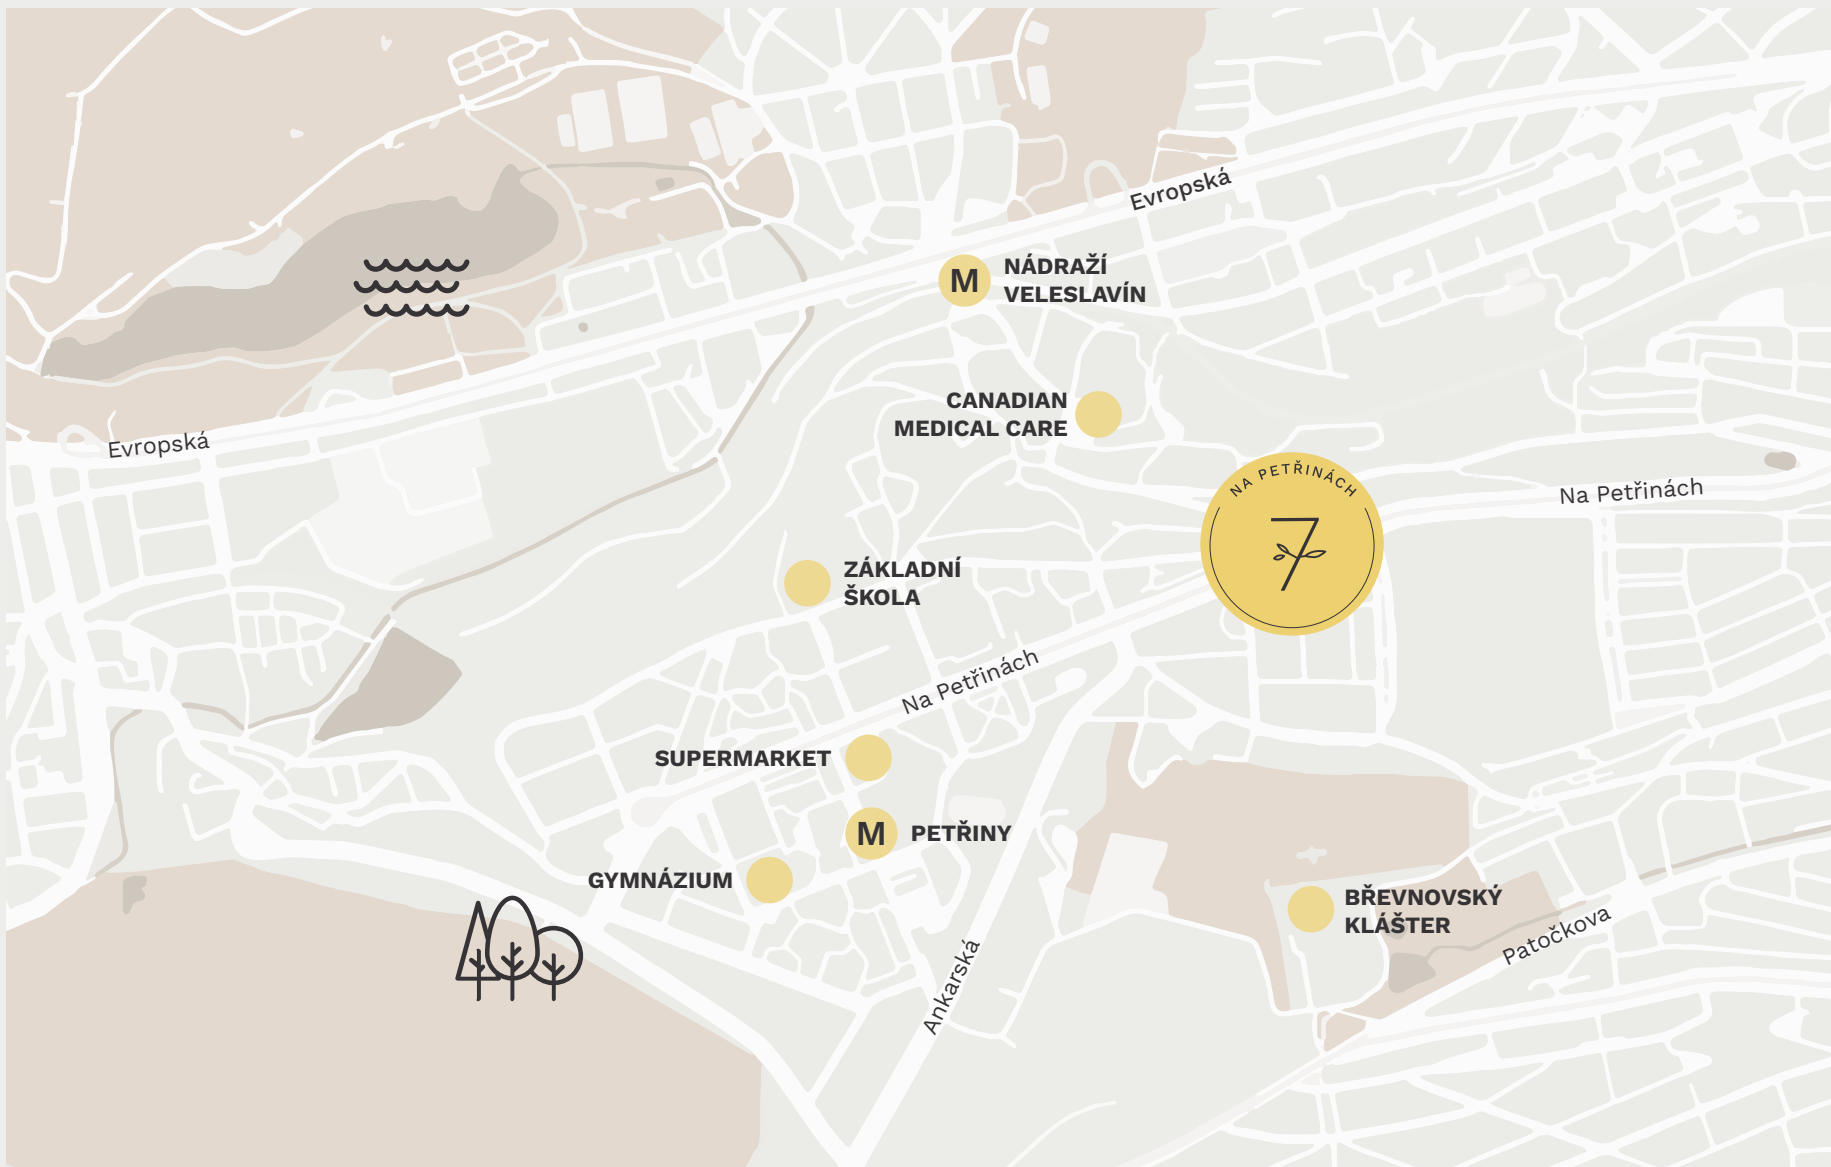 Evropská
M
NÁDRAŽÍ
VELESLAVÍN
CANADIAN
MEDICAL CARE
Evropská
NA PETŘINÁCH
7
Na Petřinách
ZÁKLADNÍ
ŠKOLA
Na Petřinách
SUPERMARKET
M
PETŘINY
GYMNÁZIUM
BŘEVNOVSKÝ
KLÁŠTER
Patočkova
Ankarská